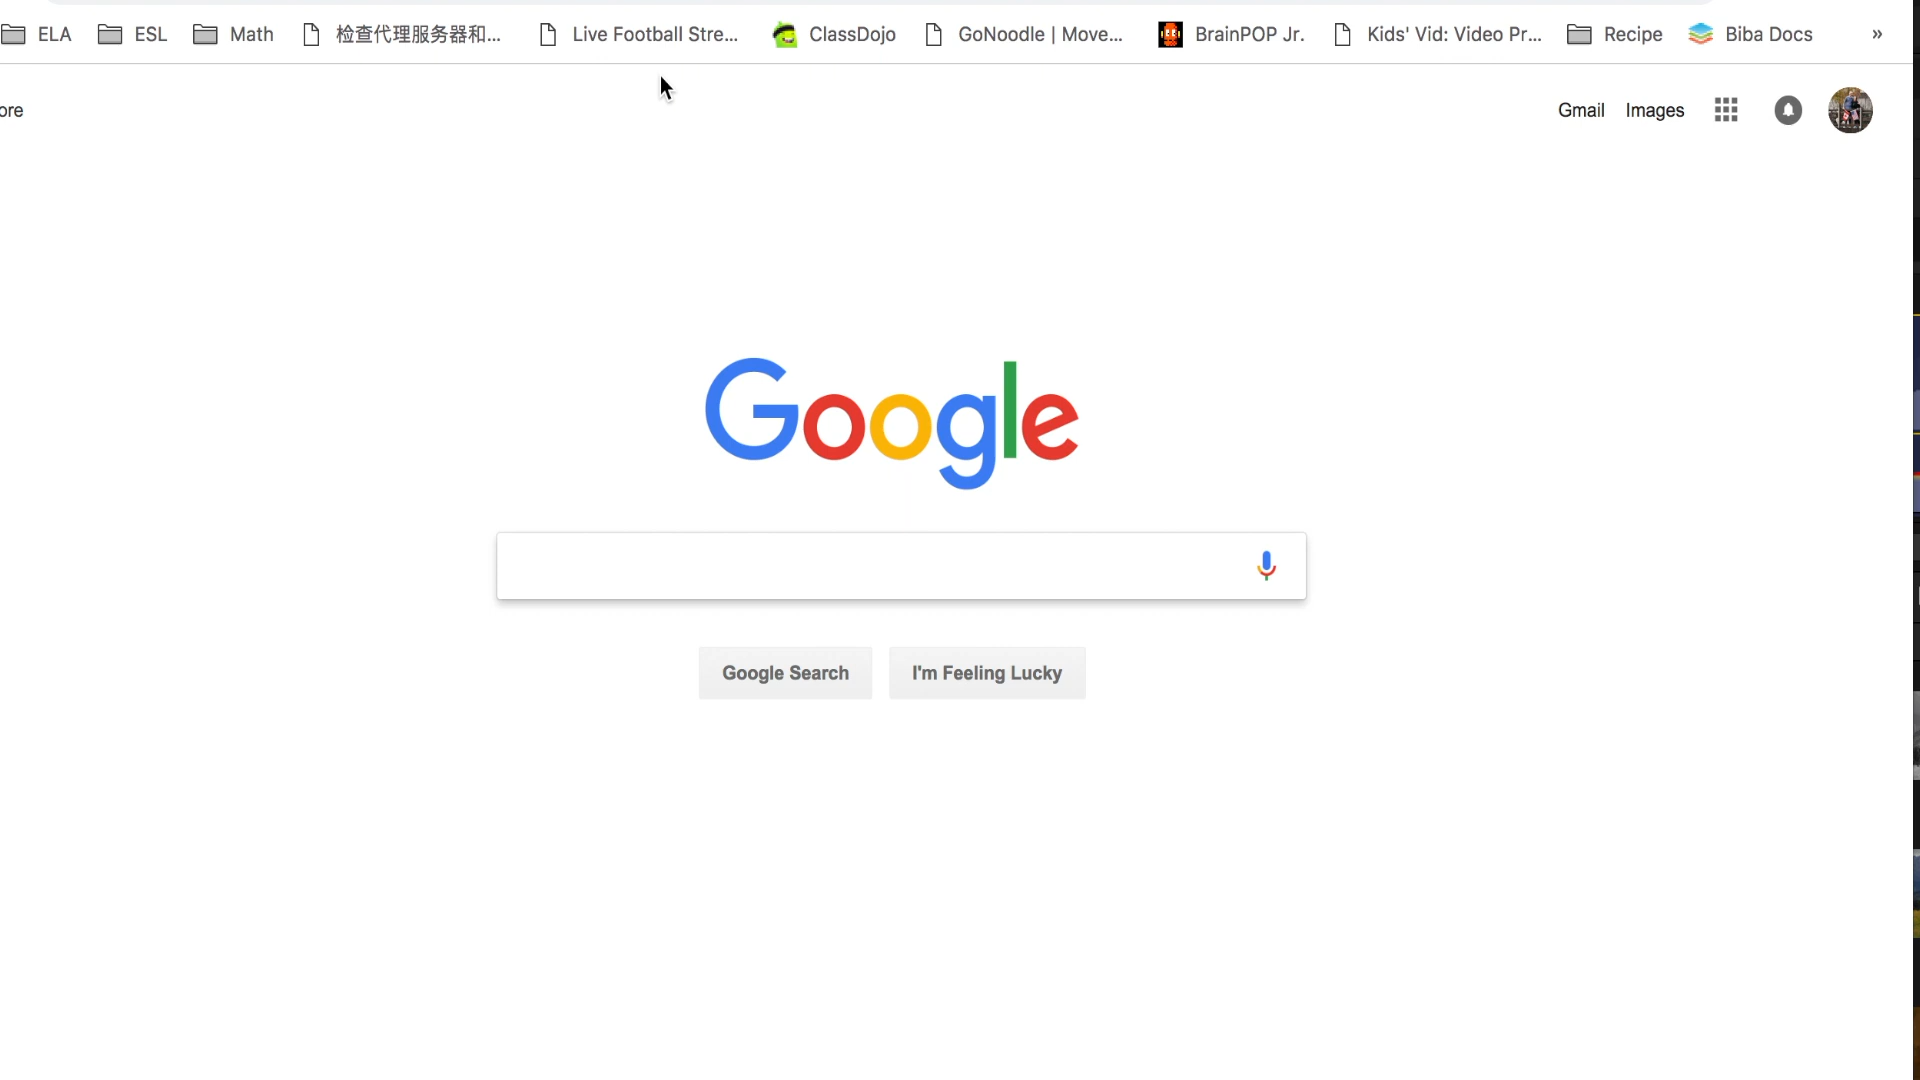 ELA ESL Math 检查代理服务器和... Live Football Stre... ClassDojo GoNoodle | Move... BrainPOP Jr. Kids' Vid: Video Pr... Recipe Biba Docs »
ore Gmail Images
Google
Google Search I'm Feeling Lucky